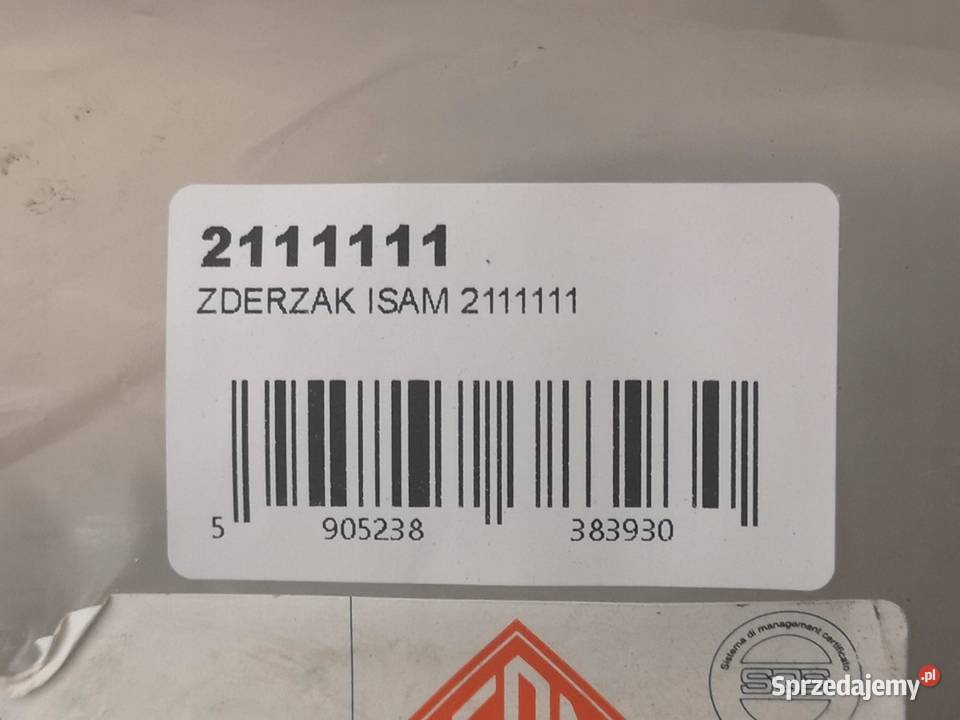 2111111
ZDERZAK ISAM 2111111
5 905238 383930
Sistema di management certificato
Sprzedajemy.pl